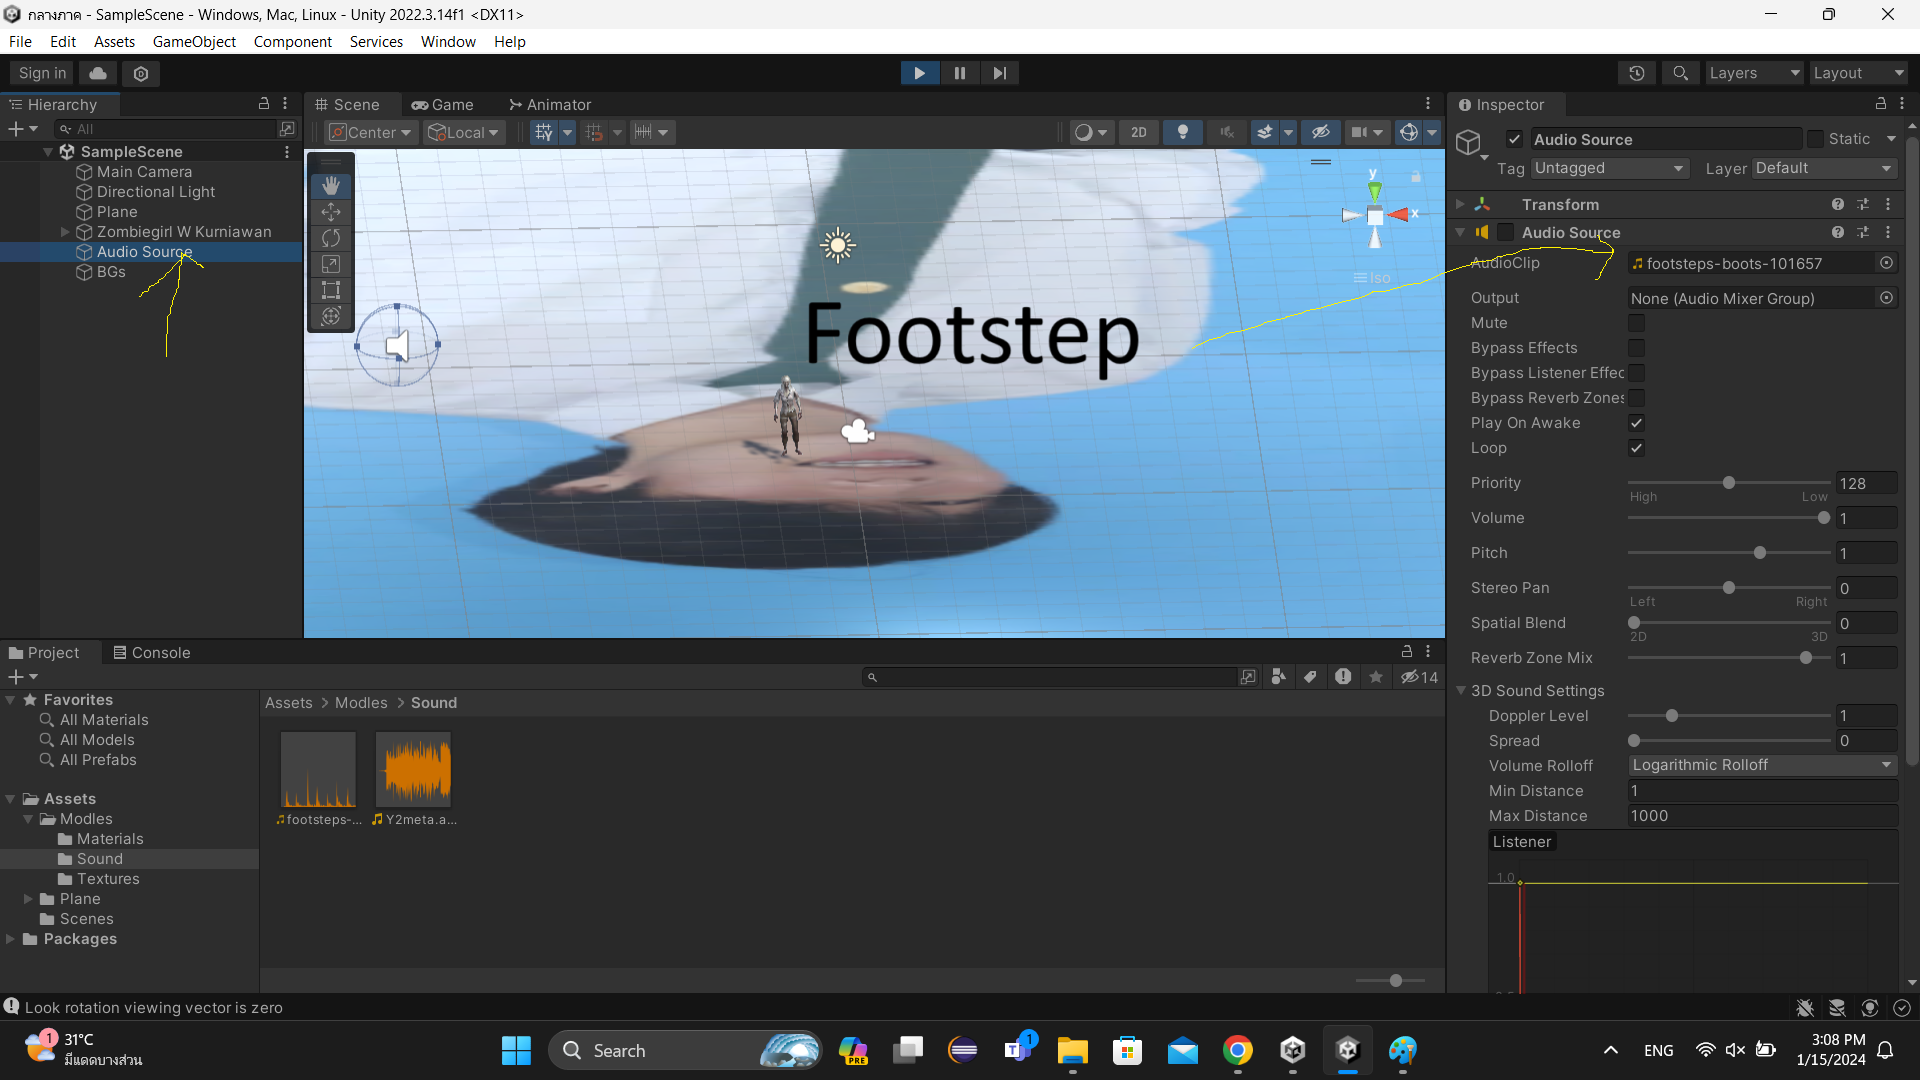 กลางภาค - SampleScene - Windows, Mac, Linux - Unity 2022.3.14f1 <DX11>
File Edit Assets GameObject Component Services Window Help
Sign in Layers Layout
Hierarchy
All
SampleScene
Main Camera
Directional Light
Plane
Zombiegirl W Kurniawan
Audio Source
BGs
Scene Game Animator
Center Local 2D
y
x
Iso
Footstep
Inspector
Audio Source Static
Tag Untagged Layer Default
Transform
Audio Source
AudioClip footsteps-boots-101657
Output None (Audio Mixer Group)
Mute
Bypass Effects
Bypass Listener Effec
Bypass Reverb Zones
Play On Awake
Loop
Priority 128
High Low
Volume 1
Pitch 1
Stereo Pan 0
Left Right
Spatial Blend 0
2D 3D
Reverb Zone Mix 1
3D Sound Settings
Doppler Level 1
Spread 0
Volume Rolloff Logarithmic Rolloff
Min Distance 1
Max Distance 1000
Listener
1.0
Project Console
14
Favorites
All Materials
All Models
All Prefabs
Assets
Modles
Materials
Sound
Textures
Plane
Scenes
Packages
Assets > Modles > Sound
footsteps-... Y2meta.a...
Look rotation viewing vector is zero
1 31°C
มีแดดบางส่วน
Search
PRE
1
ENG
3:08 PM
1/15/2024